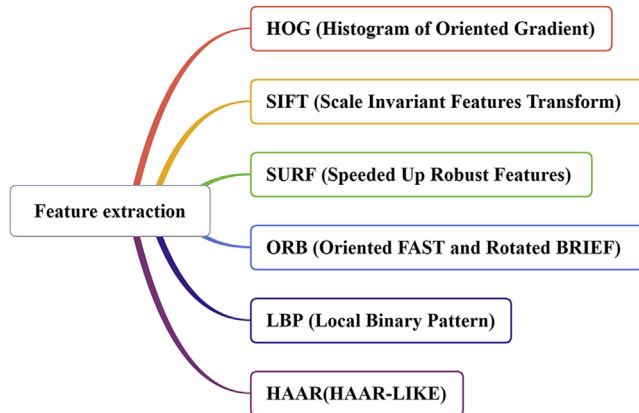 HOG (Histogram of Oriented Gradient)
SIFT (Scale Invariant Features Transform)
SURF (Speeded Up Robust Features)
Feature extraction
ORB (Oriented FAST and Rotated BRIEF)
LBP (Local Binary Pattern)
HAAR(HAAR-LIKE)